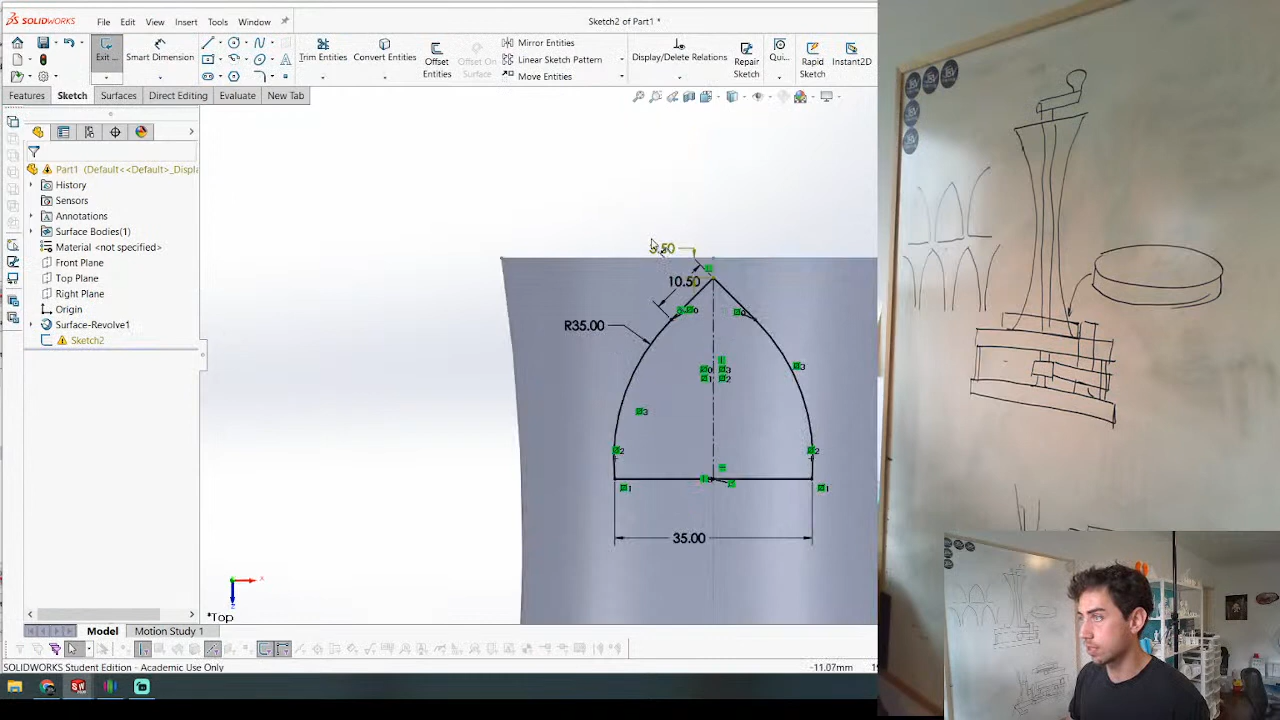 SOLIDWORKS
File
Edit
View
Insert
Tools
Window
Sketch2 of Part1 *
Exit ...
Smart Dimension
Trim Entities
Convert Entities
Offset Entities
Offset On Surface
Mirror Entities
Linear Sketch Pattern
Move Entities
Display/Delete Relations
Repair Sketch
Qui...
Rapid Sketch
Instant2D
Features
Sketch
Surfaces
Direct Editing
Evaluate
New Tab
Part1 (Default<<Default>_Displa
History
Sensors
Annotations
Surface Bodies(1)
Material <not specified>
Front Plane
Top Plane
Right Plane
Origin
Surface-Revolve1
Sketch2
10.50
R35.00
35.00
*Top
Model
Motion Study 1
SOLIDWORKS Student Edition - Academic Use Only
-11.07mm